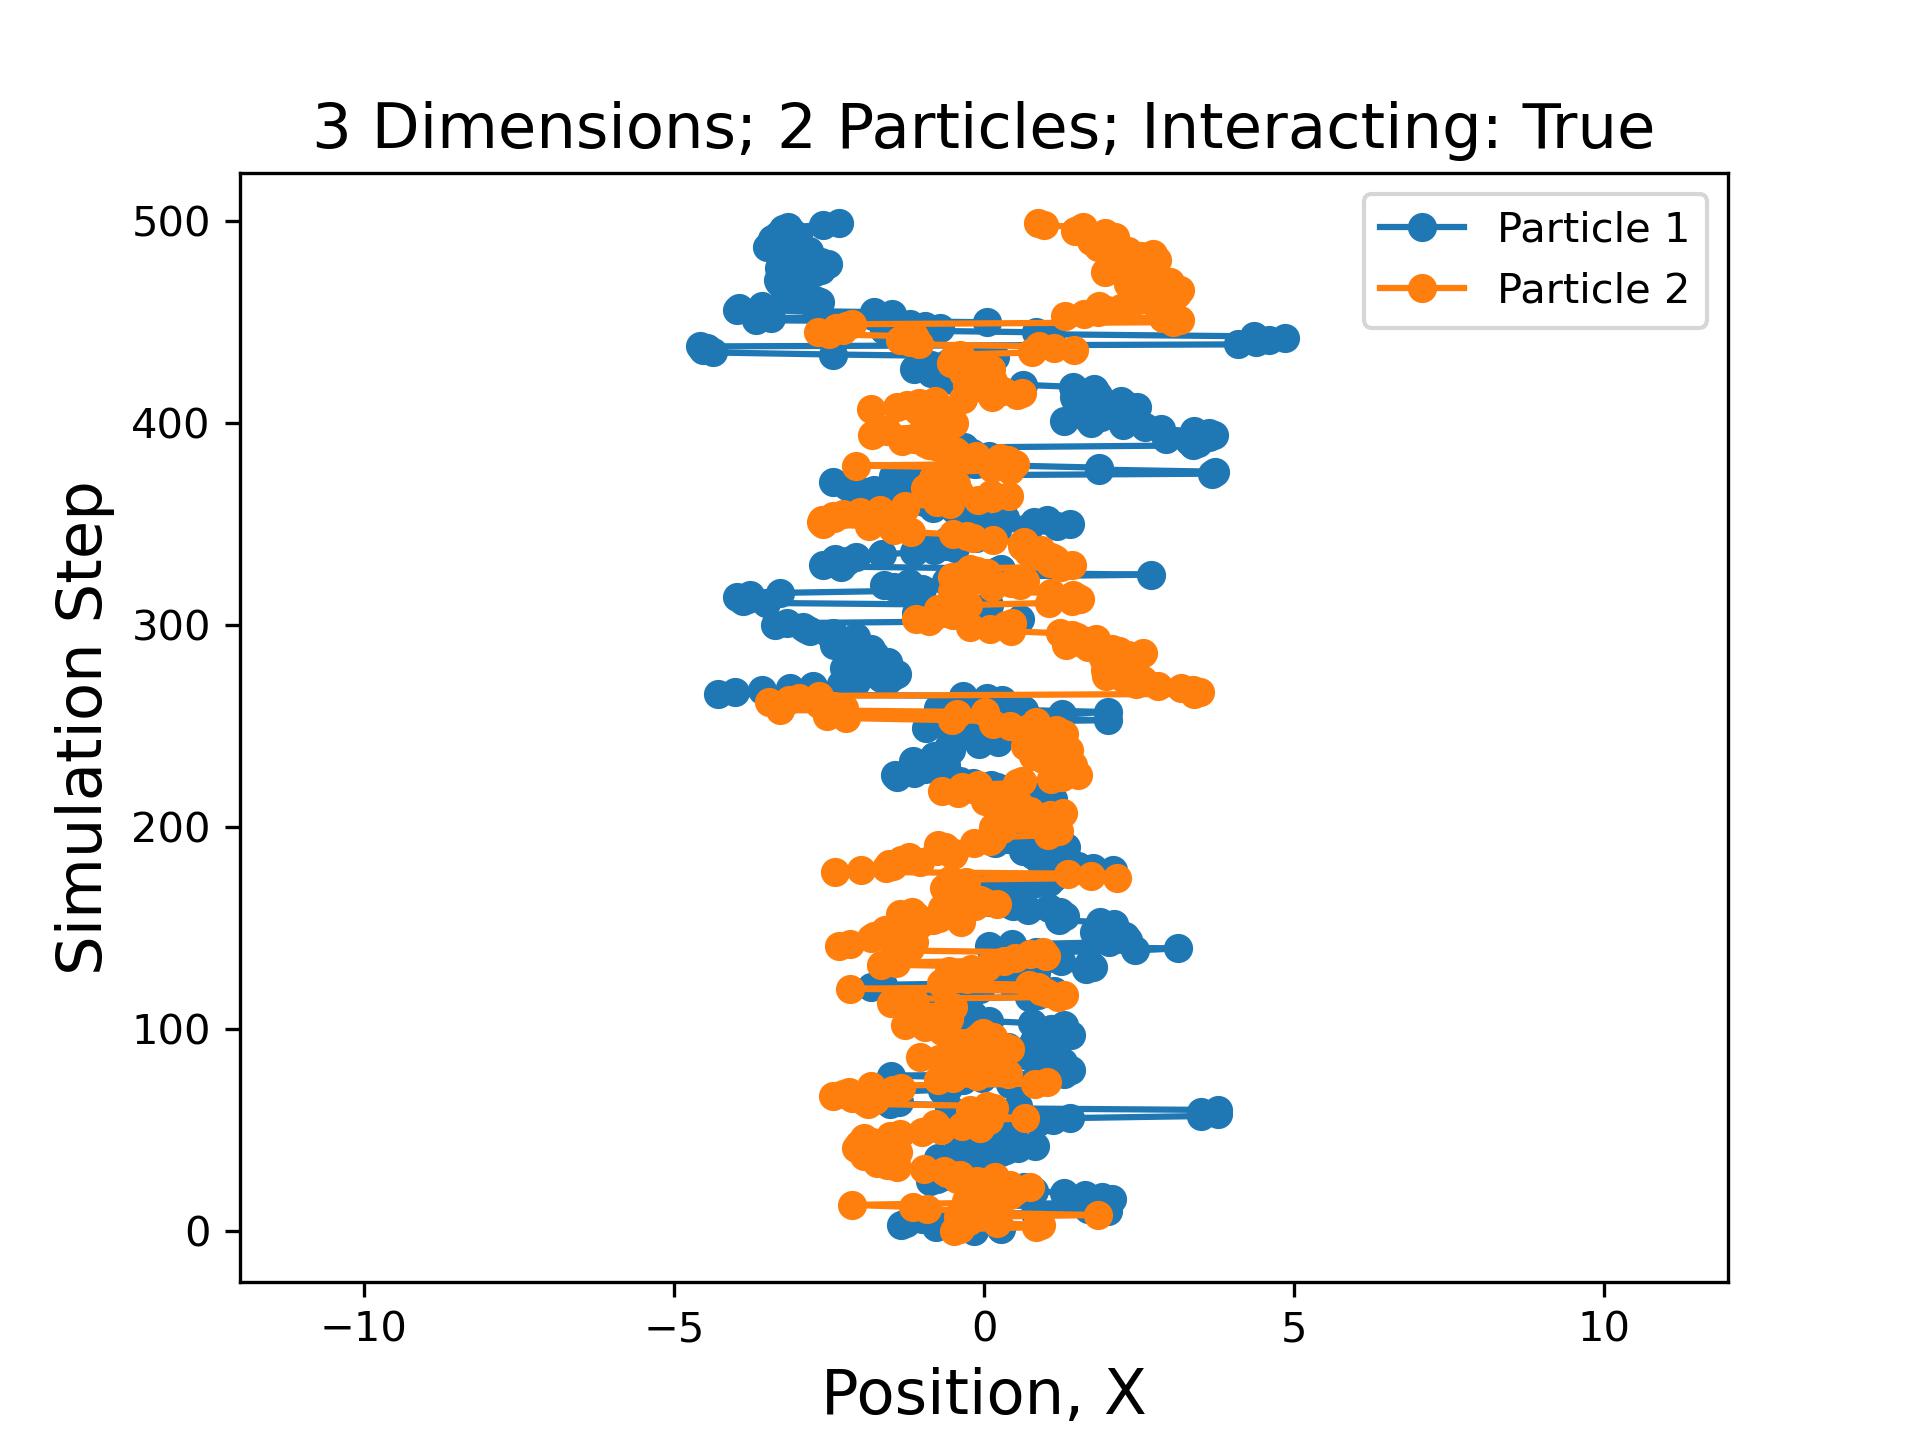 3 Dimensions; 2 Particles; Interacting: True
Particle 1
Particle 2
500
400
300
200
100
0
Simulation Step
−10
−5
0
5
10
Position, X